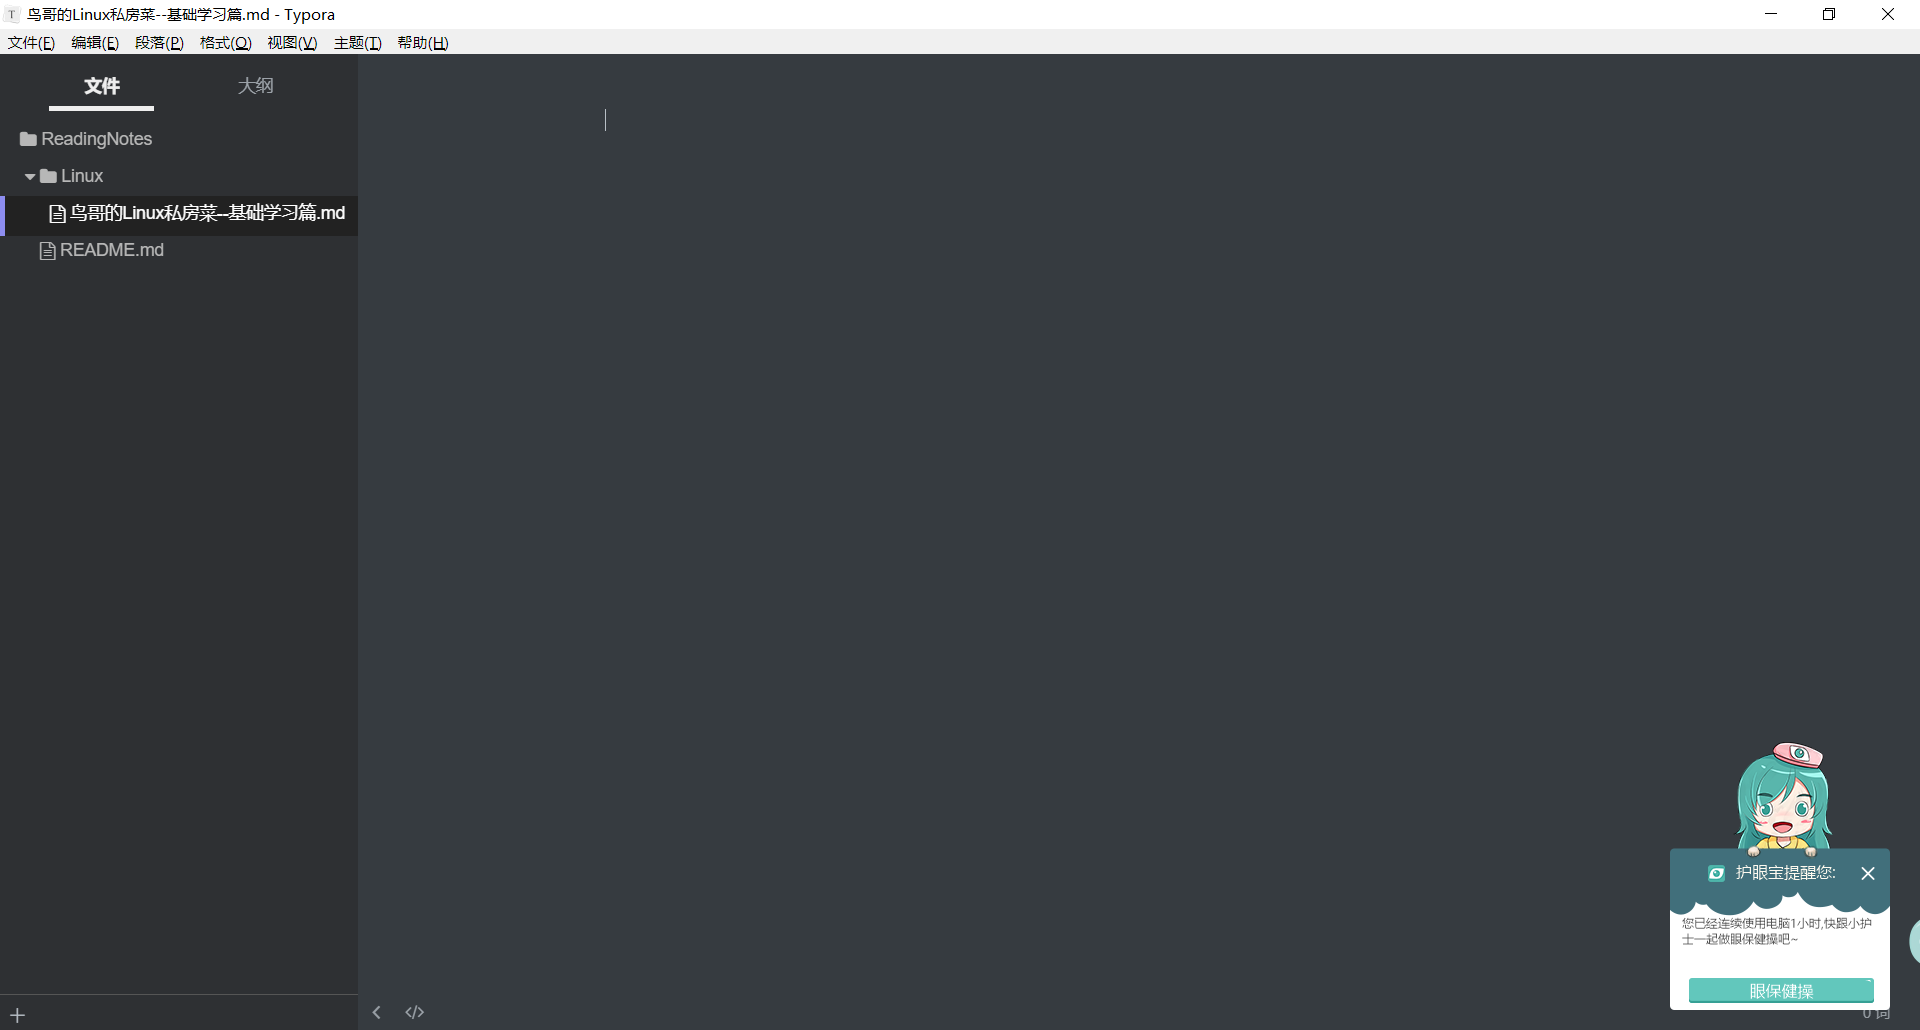 鸟哥的Linux私房菜--基础学习篇.md - Typora
文件(F) 编辑(E) 段落(P) 格式(O) 视图(V) 主题(T) 帮助(H)
文件 大纲
ReadingNotes
Linux
鸟哥的Linux私房菜--基础学习篇.md
README.md
护眼宝提醒您:
您已经连续使用电脑1小时,快跟小护
士一起做眼保健操吧~
眼保健操
</>
0 词